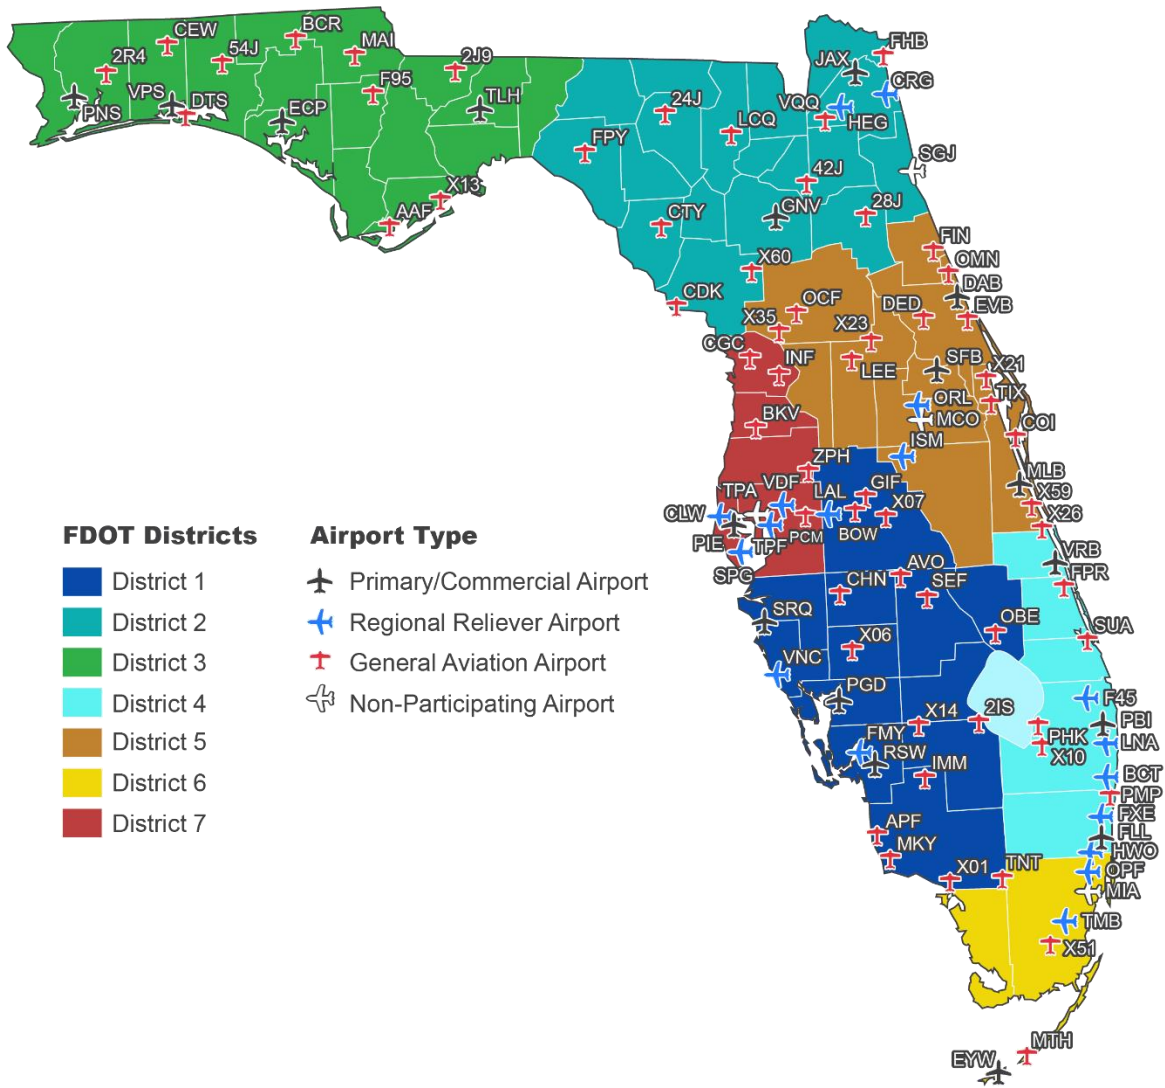 CEW
BCR
MAI
2R4
54J
2J9
F95
VPS
PNS
DTS
ECP
TLH
X13
AAF
FHB
JAX
CRG
VQQ
HEG
24J
LCQ
FPY
SGJ
42J
CTY
GNV
28J
X60
CDK
FIN
OMN
DAB
EVB
OCF
DED
X35
X23
CGC
INF
LEE
SFB
X21
TIX
ORL
MCO
COI
BKV
ISM
ZPH
MLB
X59
X26
TPA
VDF
LAL
GIF
X07
CLW
PIE
TPF
PCM
BOW
SPG
VRB
FPR
AVO
CHN
SEF
SRQ
OBE
SUA
X06
VNC
PGD
X14
2IS
F45
PBI
PHK
LNA
X10
FMY
RSW
IMM
BCT
PMP
FXE
FLL
APF
MKY
HWO
OPF
X01
TNT
MIA
TMB
X51
MTH
EYW
FDOT Districts
District 1
District 2
District 3
District 4
District 5
District 6
District 7
Airport Type
Primary/Commercial Airport
Regional Reliever Airport
General Aviation Airport
Non-Participating Airport